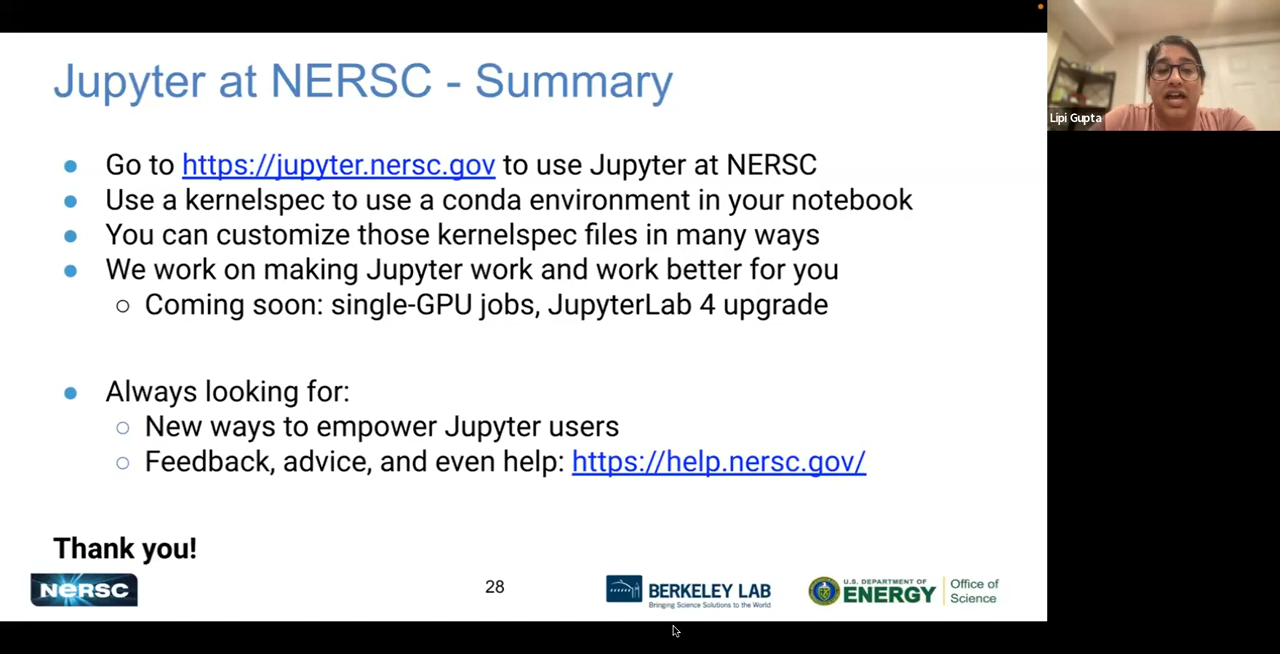 Jupyter at NERSC - Summary
● Go to https://jupyter.nersc.gov to use Jupyter at NERSC
● Use a kernelspec to use a conda environment in your notebook
● You can customize those kernelspec files in many ways
● We work on making Jupyter work and work better for you
○ Coming soon: single-GPU jobs, JupyterLab 4 upgrade
● Always looking for:
○ New ways to empower Jupyter users
○ Feedback, advice, and even help: https://help.nersc.gov/
Thank you!
NERSC
28
BERKELEY LAB
Bringing Science Solutions to the World
U.S. DEPARTMENT OF
ENERGY
Office of
Science
Lipi Gupta